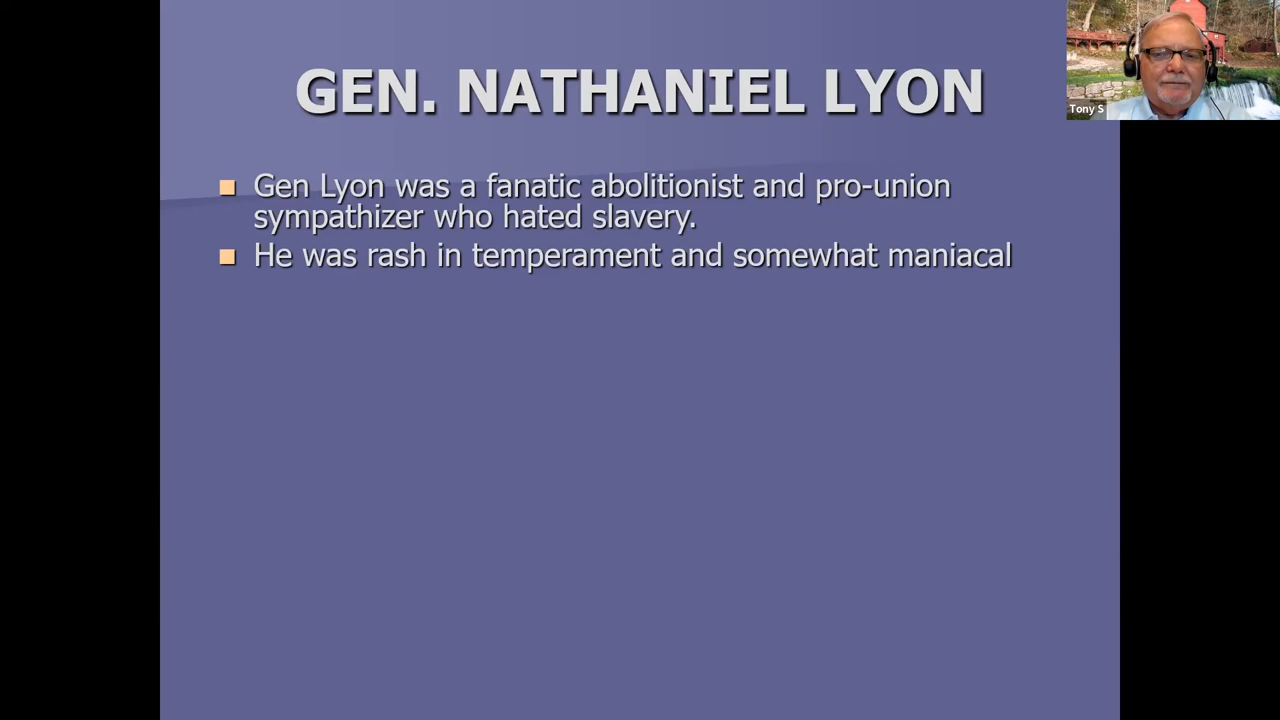 GEN. NATHANIEL LYON
Tony S
Gen Lyon was a fanatic abolitionist and pro-union
sympathizer who hated slavery.
He was rash in temperament and somewhat maniacal